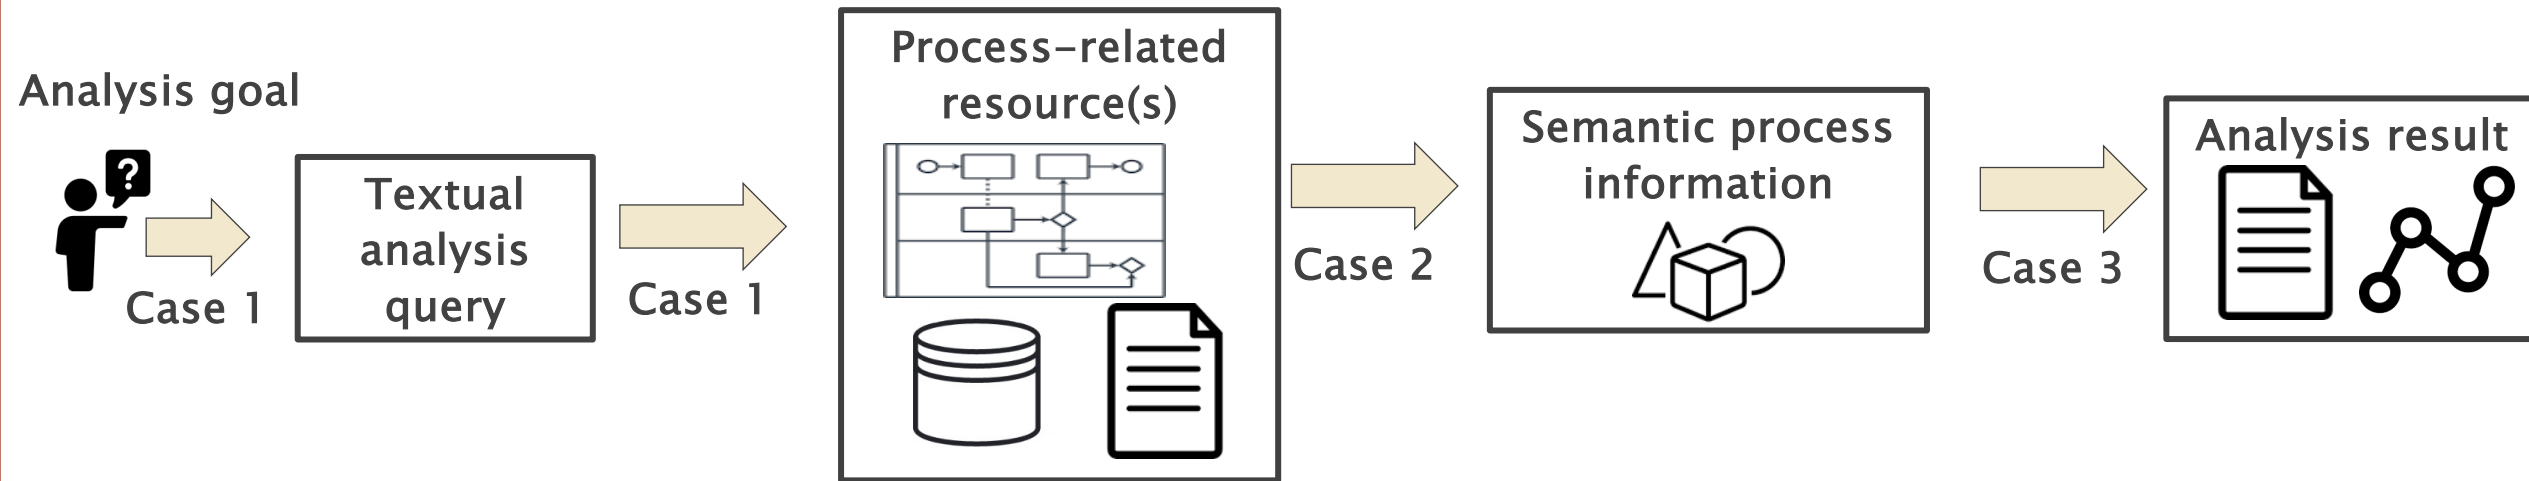 Analysis goal
?
Case 1
Textual
analysis
query
Case 1
Process-related
resource(s)
Case 2
Semantic process
information
Case 3
Analysis result